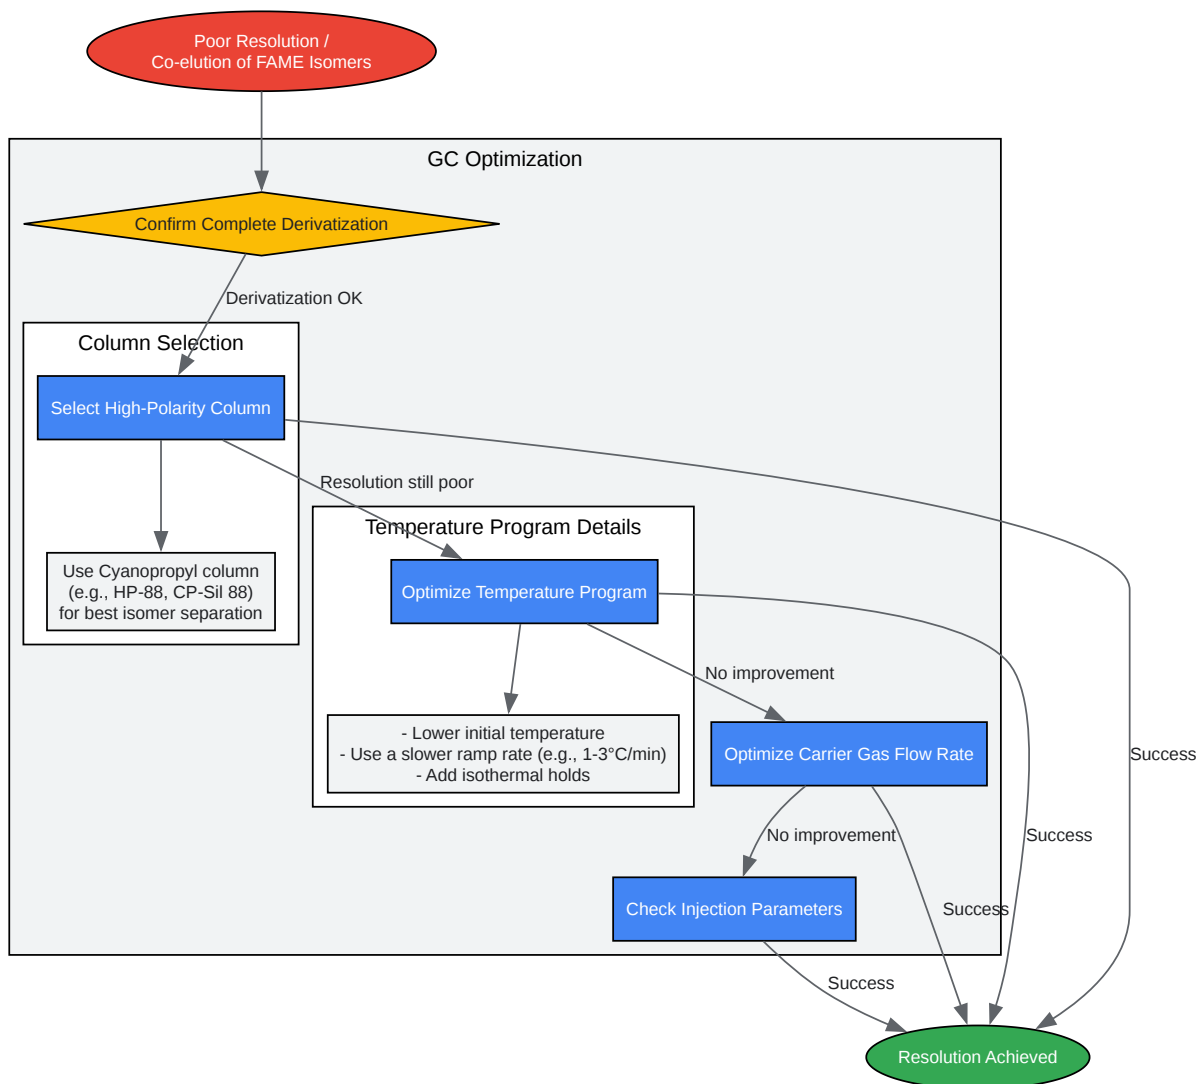 Poor Resolution /
Co-elution of FAME Isomers
GC Optimization
Confirm Complete Derivatization
Derivatization OK
Column Selection
Select High-Polarity Column
Resolution still poor
Use Cyanopropyl column
(e.g., HP-88, CP-Sil 88)
for best isomer separation
Temperature Program Details
Optimize Temperature Program
No improvement
- Lower initial temperature
- Use a slower ramp rate (e.g., 1-3°C/min)
- Add isothermal holds
Optimize Carrier Gas Flow Rate
Success
No improvement
Success
Check Injection Parameters
Success
Success
Resolution Achieved